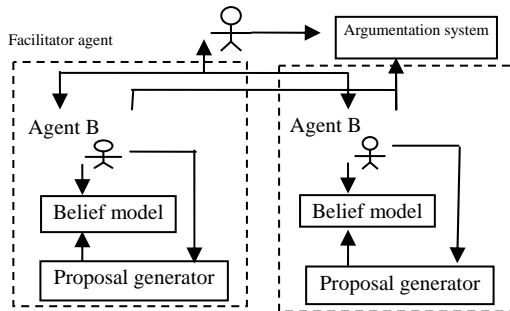 Facilitator agent
Argumentation system
Agent B
Belief model
Proposal generator
Agent B
Belief model
Proposal generator